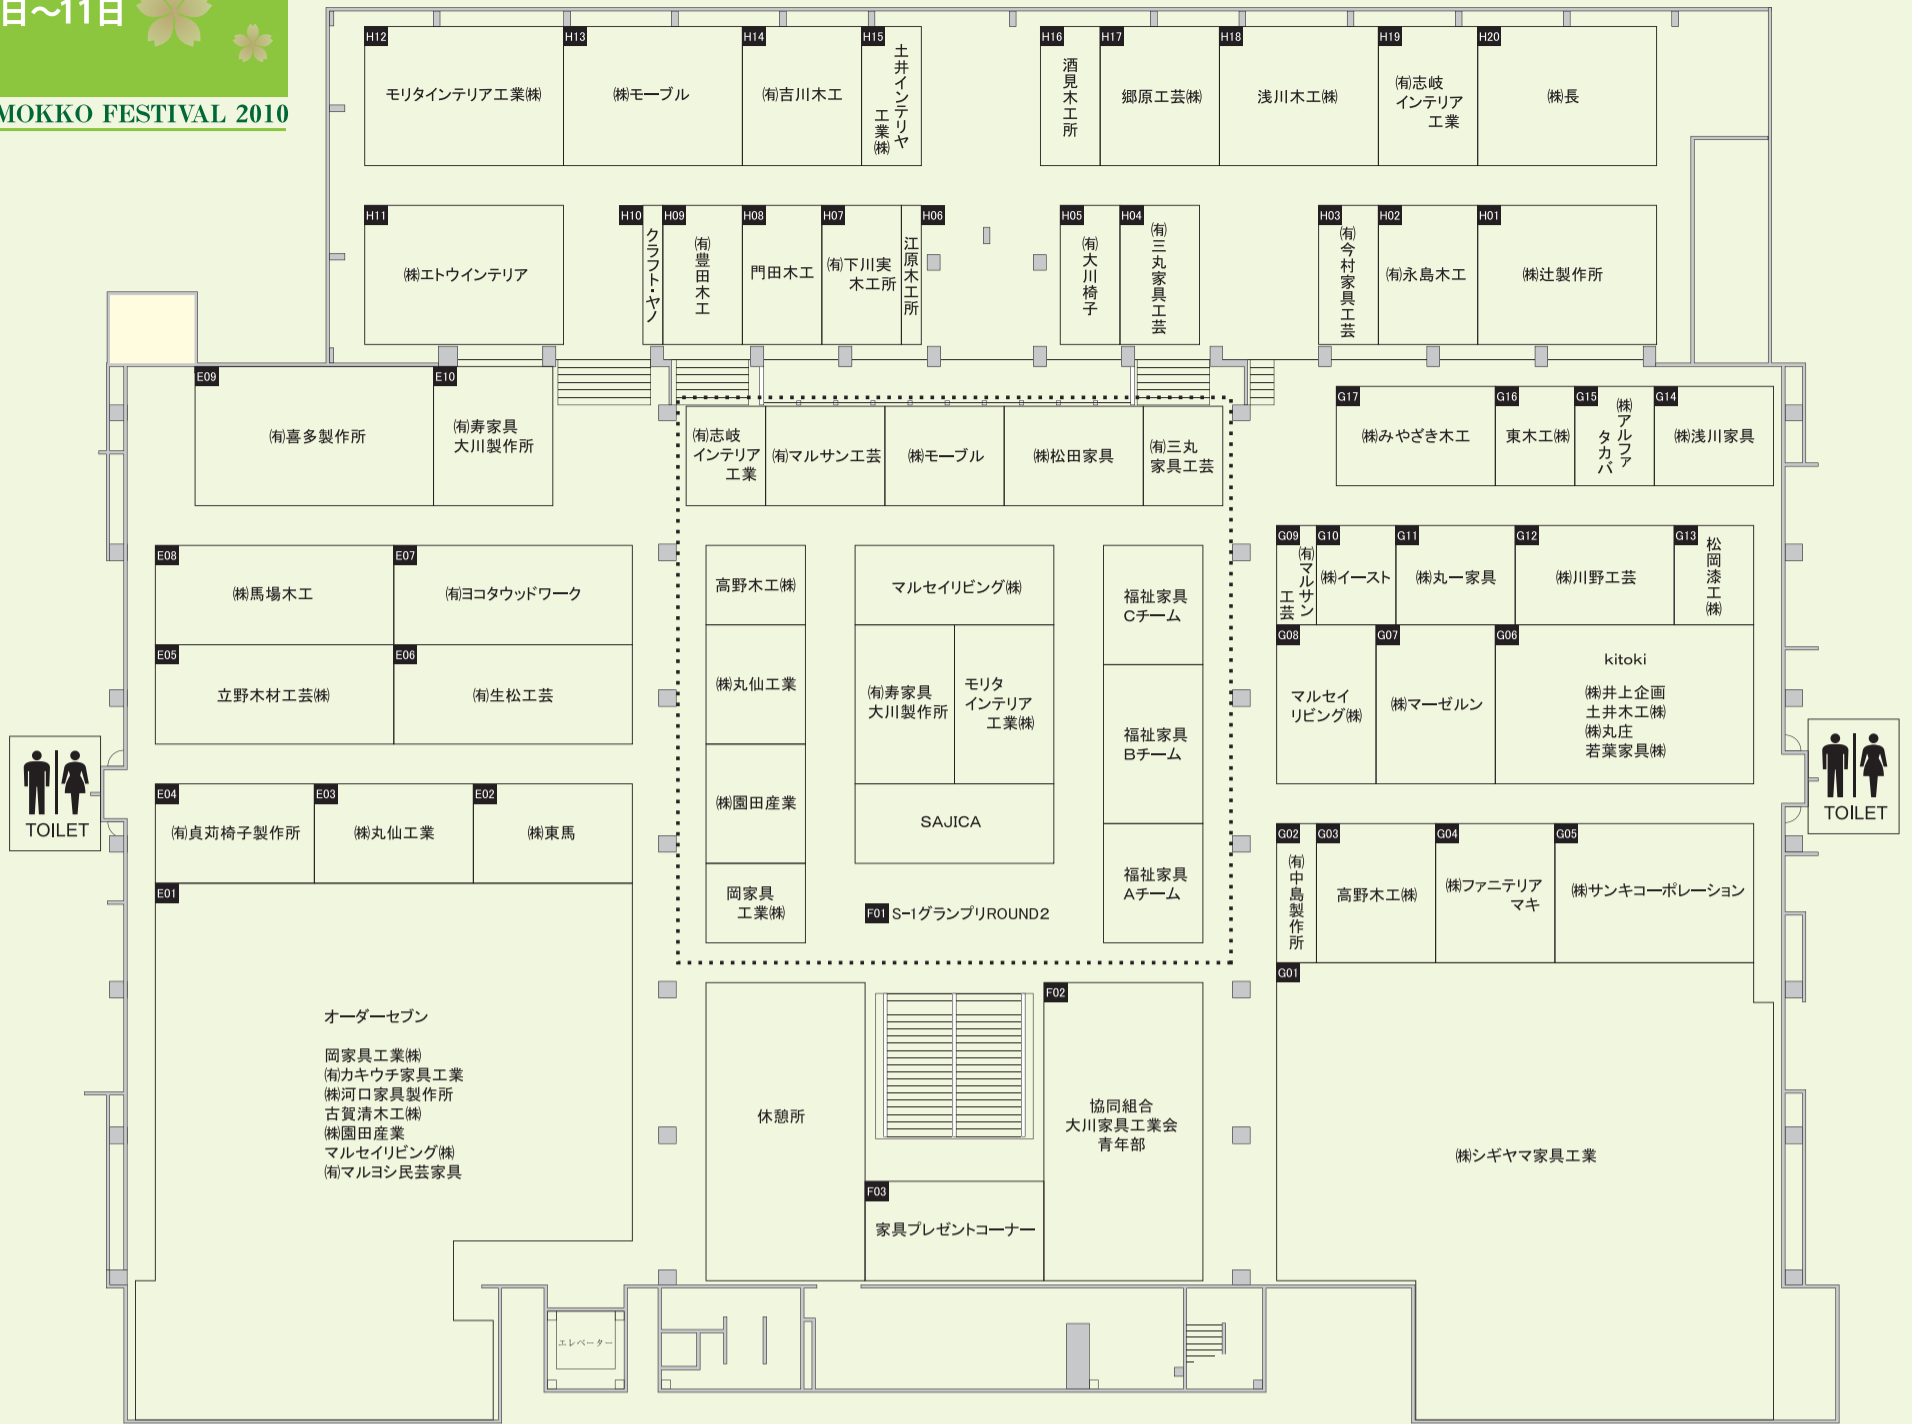 日～11日
MOKKO FESTIVAL 2010
H12
モリタインテリア工業㈱
H13
㈱モーブル
H14
㈲吉川木工
H15
土井インテリヤ
工業㈱
H16
酒見木工所
H17
郷原工芸㈱
H18
浅川木工㈱
H19
㈲志岐
インテリア
工業
H20
㈱長
H11
㈱エトウインテリア
H10
クラフト・ヤノ
H09
㈲豊田木工
H08
門田木工
H07
㈲下川実
木工所
H06
江原木工所
H05
㈲大川椅子
H04
㈲三丸家具工芸
H03
㈲今村家具工芸
H02
㈲永島木工
H01
㈱辻製作所
E09
㈲喜多製作所
E10
㈲寿家具
大川製作所
㈲志岐
インテリア
工業
㈲マルサン工芸
㈱モーブル
㈱松田家具
㈲三丸
家具工芸
G17
㈱みやざき木工
G16
東木工㈱
G15
㈱アルファ
タカバ
G14
㈱浅川家具
E08
㈱馬場木工
E07
㈲ヨコタウッドワーク
E05
立野木材工芸㈱
E06
㈲生松工芸
高野木工㈱
㈱丸仙工業
㈱園田産業
岡家具
工業㈱
マルセイリビング㈱
㈲寿家具
大川製作所
モリタ
インテリア
工業㈱
SAJICA
福祉家具
Cチーム
福祉家具
Bチーム
福祉家具
Aチーム
F01 S-1グランプリROUND2
G09
㈲マルサン
工芸
G10
㈱イースト
G11
㈱丸一家具
G12
㈱川野工芸
G13
松岡漆工㈱
G08
マルセイ
リビング㈱
G07
㈱マーゼルン
G06
kitoki
㈱井上企画
土井木工㈱
㈱丸庄
若葉家具㈱
TOILET
TOILET
E04
㈲貞苅椅子製作所
E03
㈱丸仙工業
E02
㈱東馬
G02
㈲中島製作所
G03
高野木工㈱
G04
㈱ファニテリア
マキ
G05
㈱サンキコーポレーション
E01
オーダーセブン
岡家具工業㈱
㈲カキウチ家具工業
㈱河口家具製作所
古賀清木工㈱
㈱園田産業
マルセイリビング㈱
㈲マルヨシ民芸家具
休憩所
F02
協同組合
大川家具工業会
青年部
F03
家具プレゼントコーナー
G01
㈱シギヤマ家具工業
エレベーター